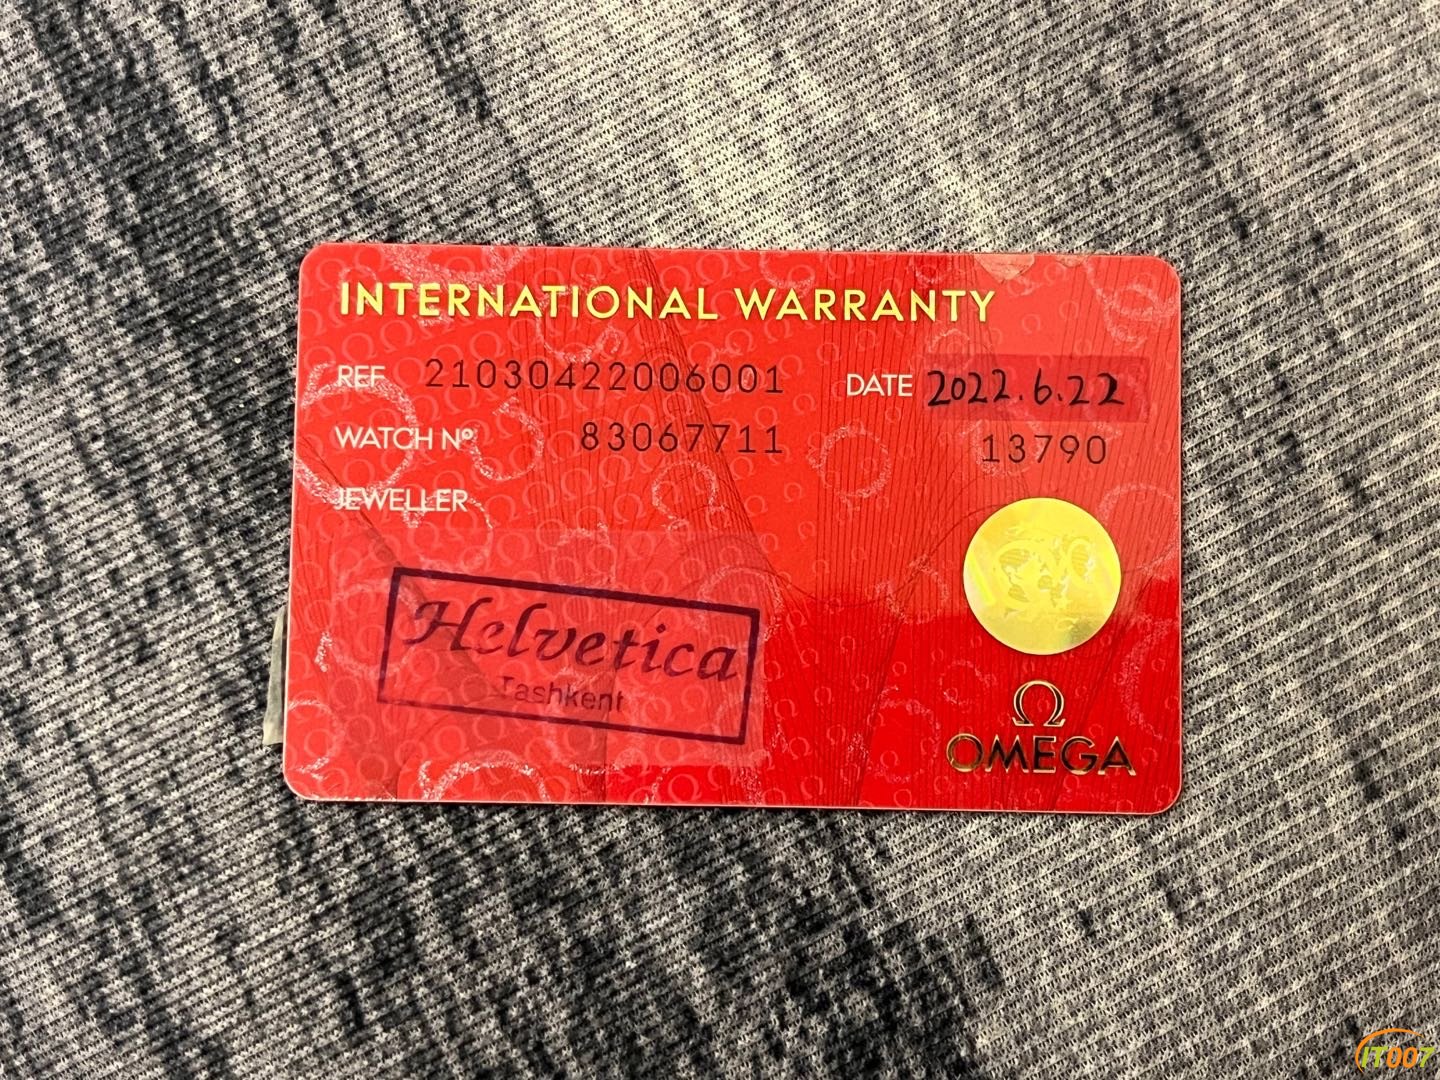 INTERNATIONAL WARRANTY
REF 21030422006001 DATE 2022.6.22
WATCH Nº 83067711 13790
JEWELLER
Helvetica
Tashkent
Ω
OMEGA
IT007